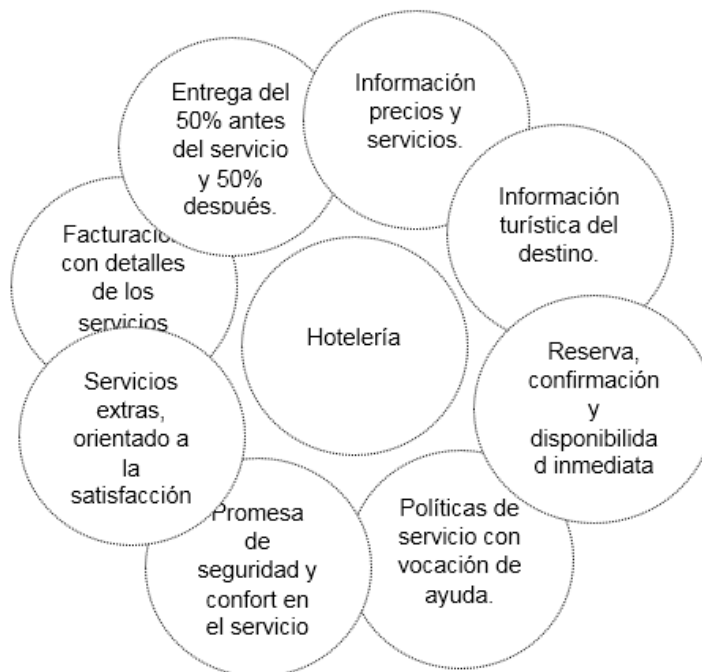 Entrega del
50% antes
del servicio
y 50%
después.
Información
precios y
servicios.
Información
turística del
destino.
Reserva,
confirmación
y
disponibilida
d inmediata
Políticas de
servicio con
vocación de
ayuda.
Promesa
de
seguridad y
confort en
el servicio
Servicios
extras,
orientado a
la
satisfacción
Facturación
con detalles
de los
servicios
Hotelería